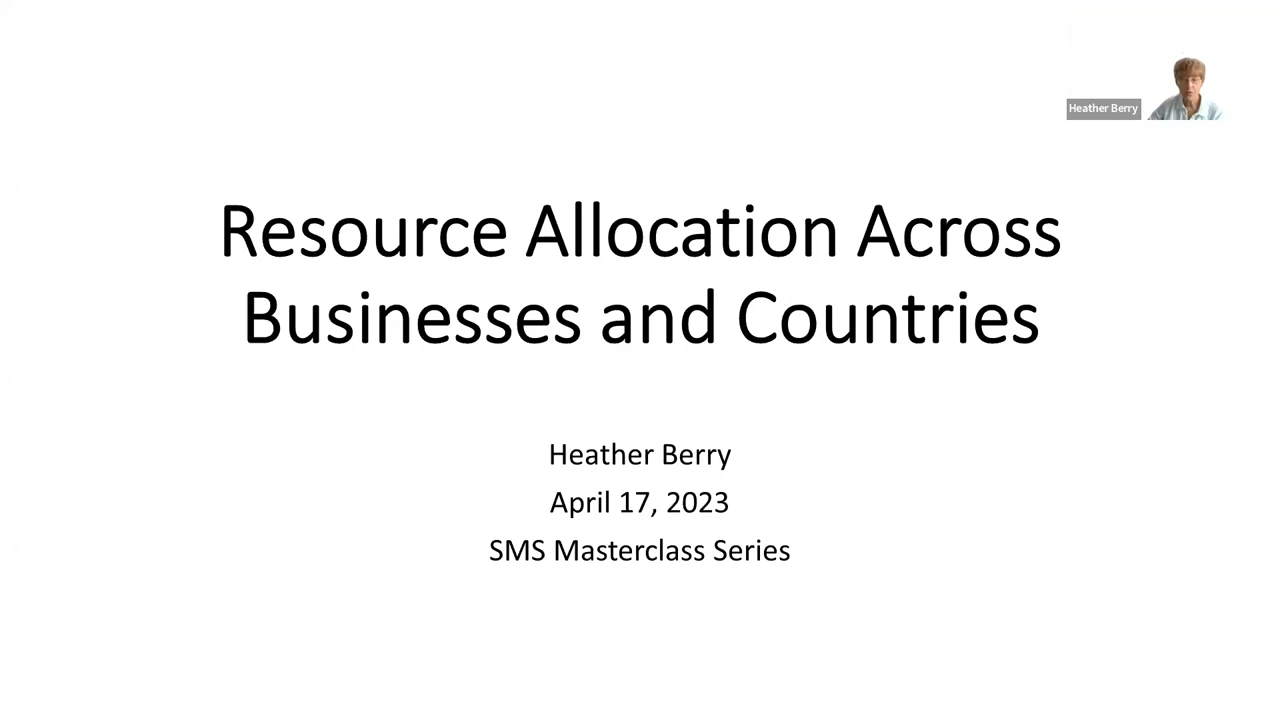 Heather Berry
Resource Allocation Across
Businesses and Countries
Heather Berry
April 17, 2023
SMS Masterclass Series